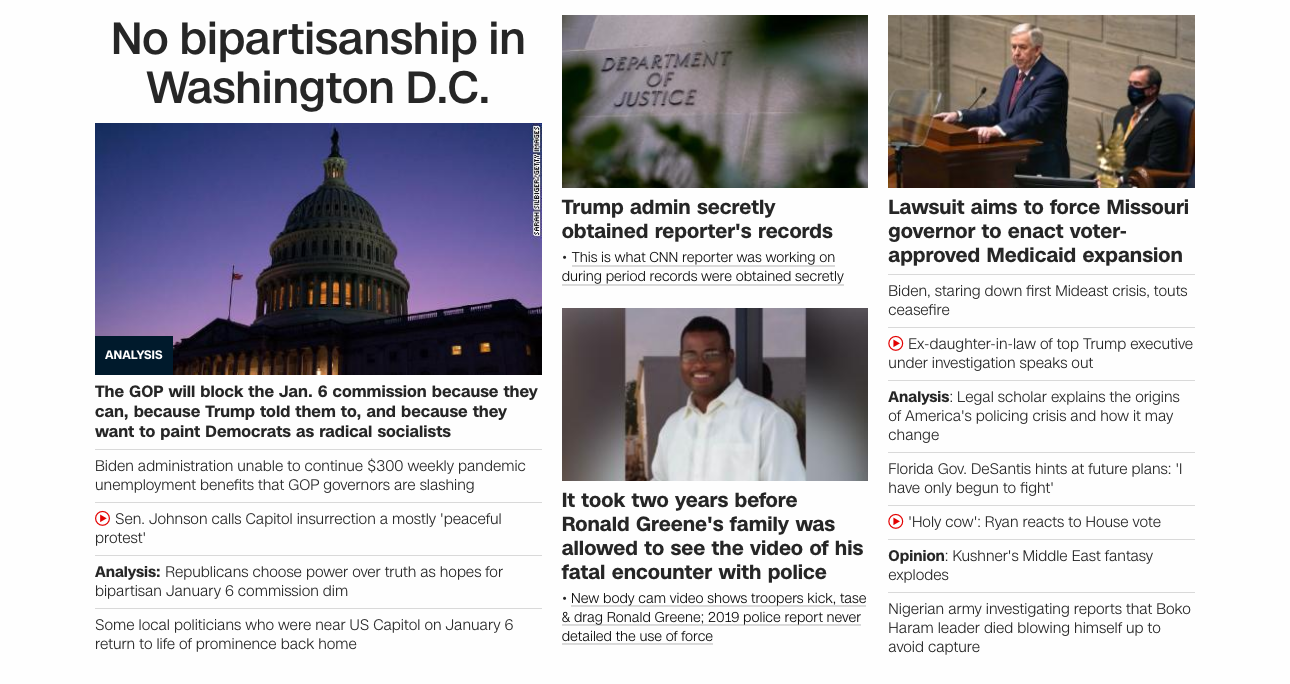 No bipartisanship in
Washington D.C.
SARAH SILBIGER/GETTY IMAGES
ANALYSIS
The GOP will block the Jan. 6 commission because they
can, because Trump told them to, and because they
want to paint Democrats as radical socialists
Biden administration unable to continue $300 weekly pandemic
unemployment benefits that GOP governors are slashing
Sen. Johnson calls Capitol insurrection a mostly 'peaceful
protest'
Analysis: Republicans choose power over truth as hopes for
bipartisan January 6 commission dim
Some local politicians who were near US Capitol on January 6
return to life of prominence back home
DEPARTMENT
OF
JUSTICE
Trump admin secretly
obtained reporter's records
• This is what CNN reporter was working on
during period records were obtained secretly
It took two years before
Ronald Greene's family was
allowed to see the video of his
fatal encounter with police
• New body cam video shows troopers kick, tase
& drag Ronald Greene; 2019 police report never
detailed the use of force
Lawsuit aims to force Missouri
governor to enact voter-
approved Medicaid expansion
Biden, staring down first Mideast crisis, touts
ceasefire
Ex-daughter-in-law of top Trump executive
under investigation speaks out
Analysis: Legal scholar explains the origins
of America's policing crisis and how it may
change
Florida Gov. DeSantis hints at future plans: 'I
have only begun to fight'
'Holy cow': Ryan reacts to House vote
Opinion: Kushner's Middle East fantasy
explodes
Nigerian army investigating reports that Boko
Haram leader died blowing himself up to
avoid capture